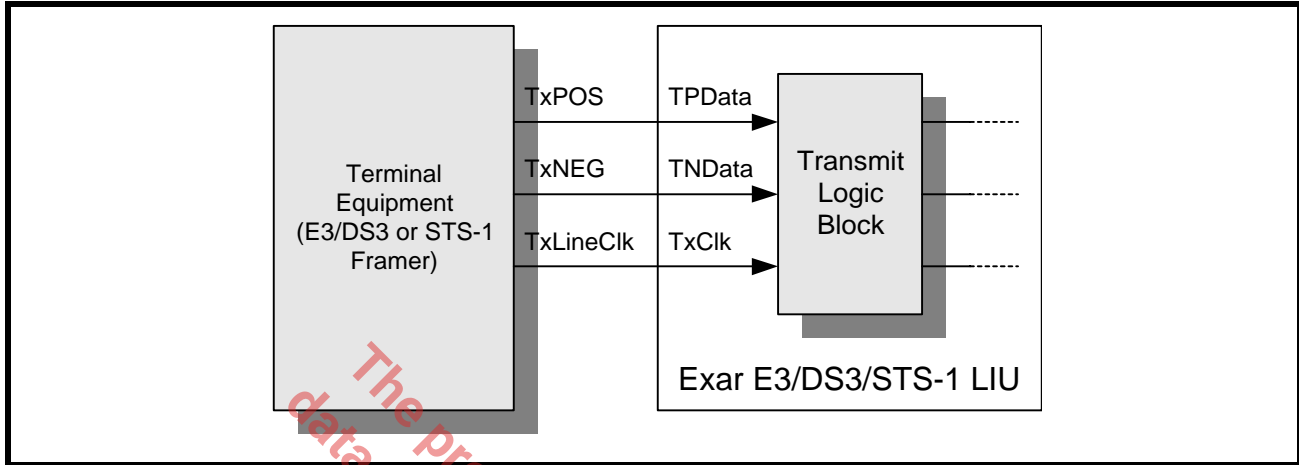 TxPOS
TPData
TxNEG
TNData
TxLineClk
TxClk
Terminal
Equipment
(E3/DS3 or STS-1
Framer)
Transmit
Logic
Block
Exar E3/DS3/STS-1 LIU
The pro
data